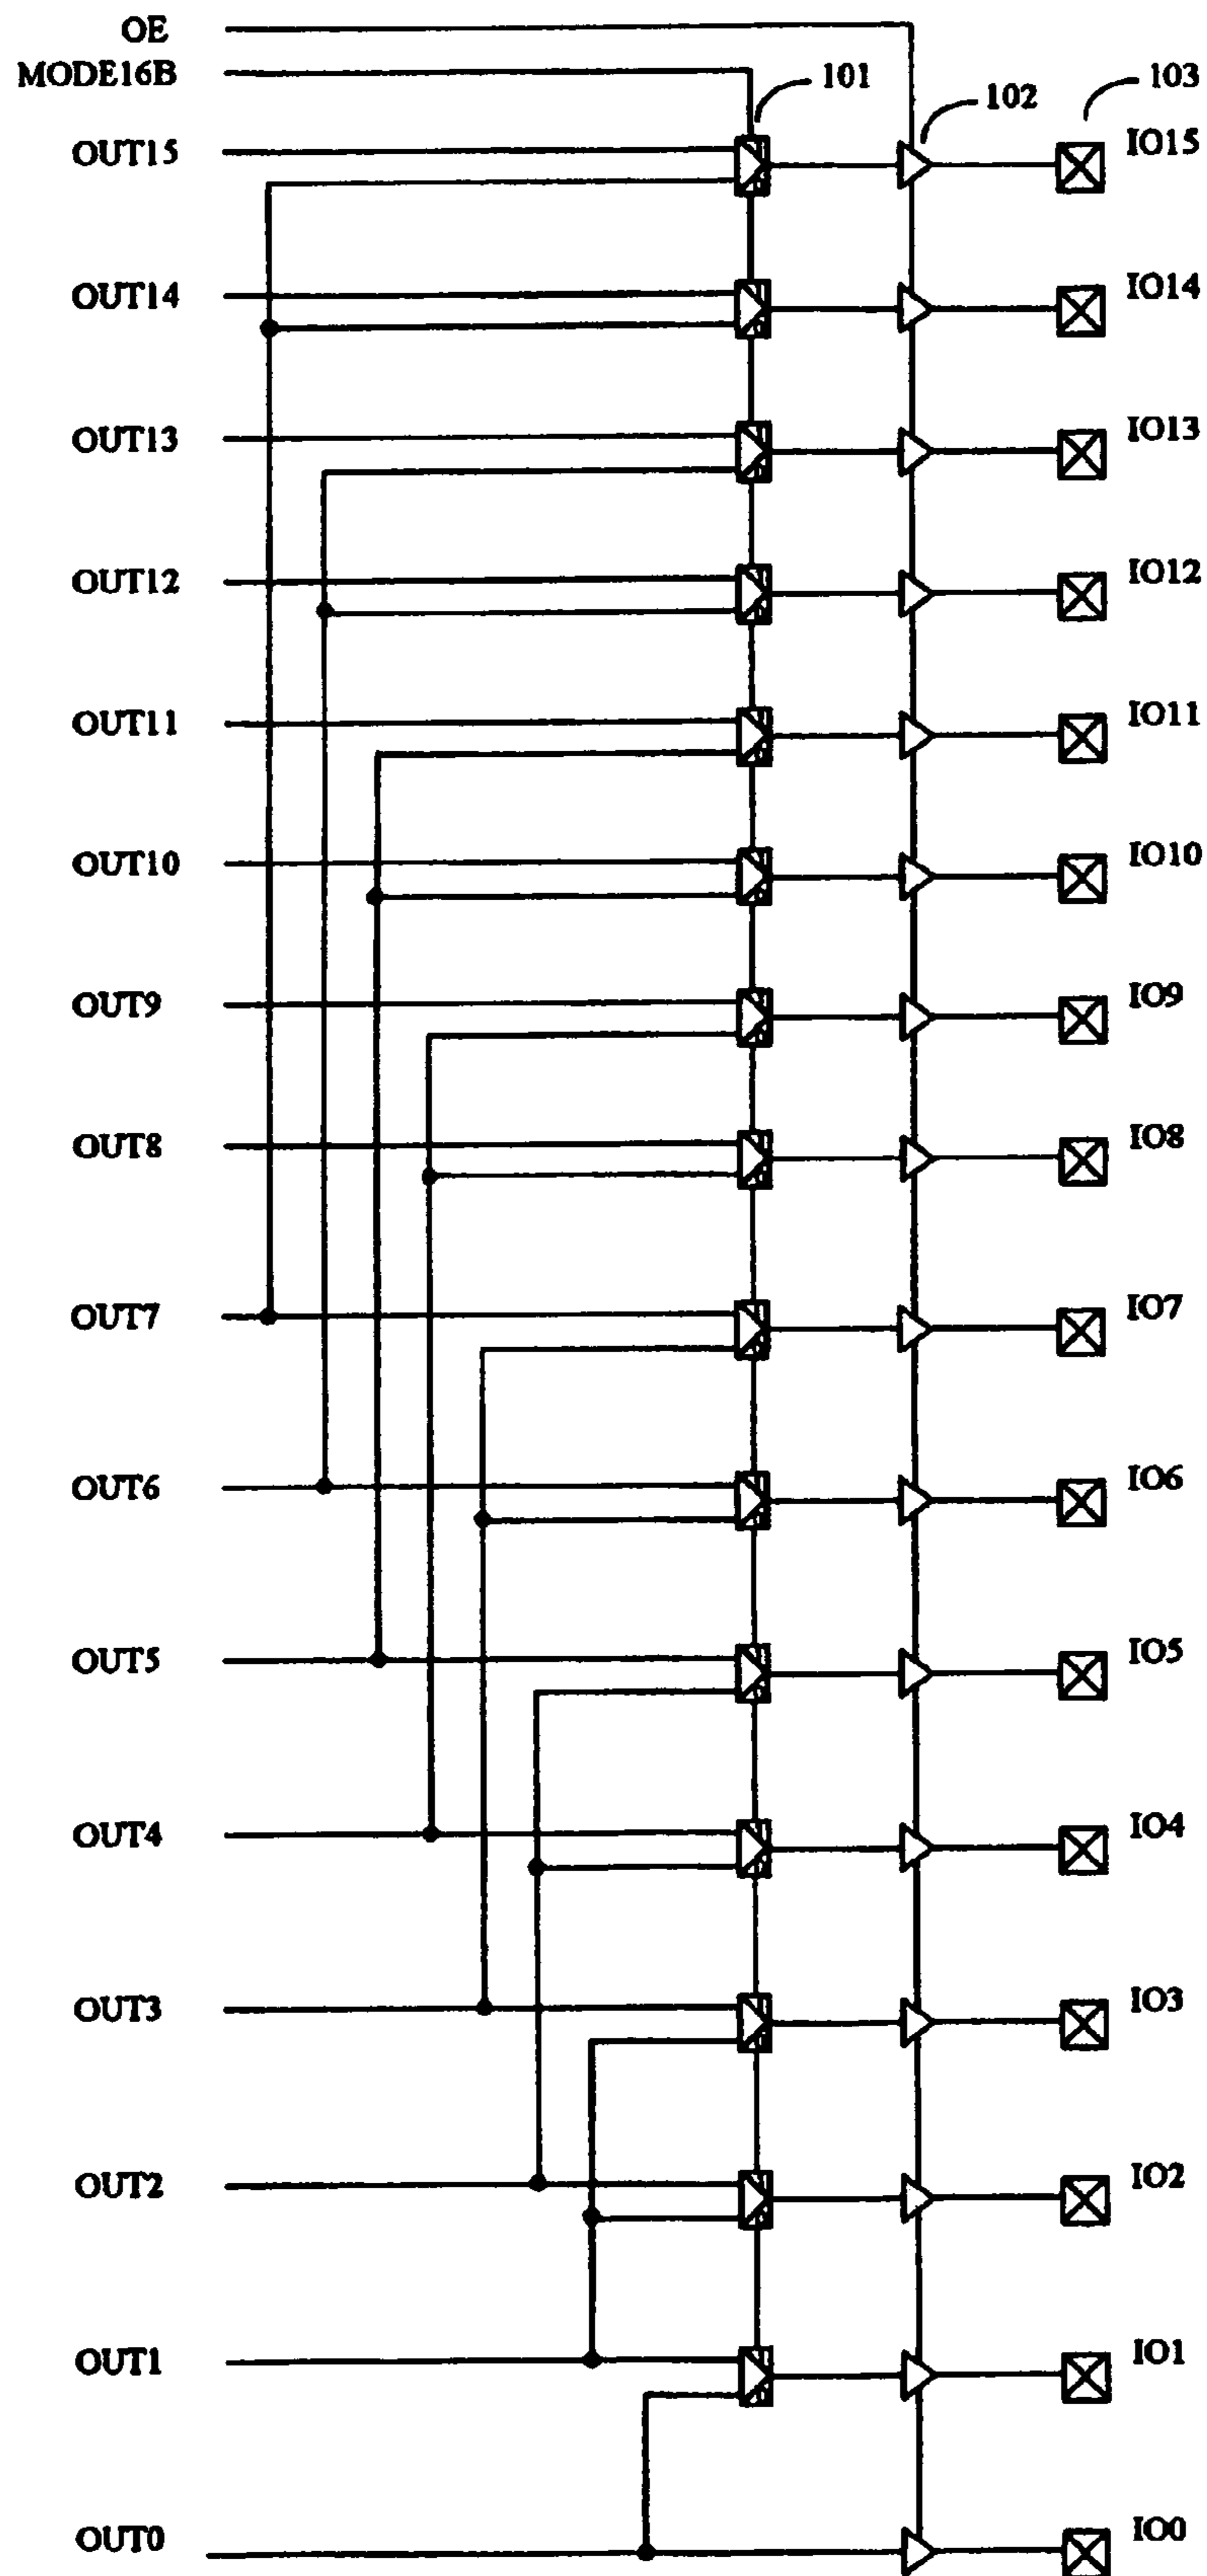 OE
MODE16B
101
102
103
OUT15
IO15
OUT14
IO14
OUT13
IO13
OUT12
IO12
OUT11
IO11
OUT10
IO10
OUT9
IO9
OUT8
IO8
OUT7
IO7
OUT6
IO6
OUT5
IO5
OUT4
IO4
OUT3
IO3
OUT2
IO2
OUT1
IO1
OUT0
IO0